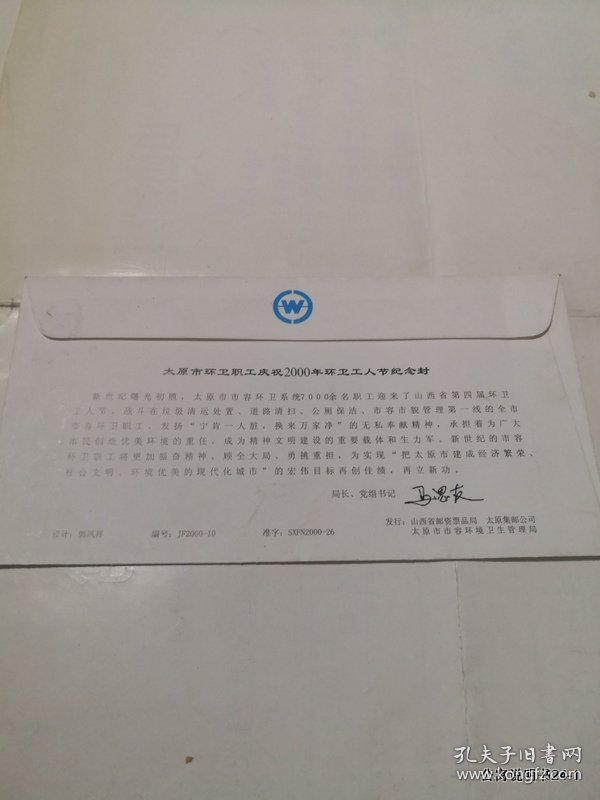 W
太原市环卫职工庆祝2000年环卫工人节纪念封
新世纪曙光初照，太原市市容环卫系统7000余名职工迎来了山西省第四届环卫
工人节。战斗在垃圾清运处置、道路清扫、公厕保洁、市容市貌管理第一线的全市
市容环卫职工，发扬“宁肯一人脏，换来万家净”的无私奉献精神，承担着为广大
市民创造优美环境的重任，成为精神文明建设的重要载体和生力军。新世纪的市容
环卫职工将更加振奋精神、顾全大局、勇挑重担，为实现“把太原市建成经济繁荣、
社会文明、环境优美的现代化城市”的宏伟目标再创佳绩，再立新功。
局长、党组书记
设计：郭凤祥 编号：JF2000-10 准字：SXFN2000-26 发行：山西省邮资票品局 太原集邮公司
太原市市容环境卫生管理局
孔夫子旧书网
www.kongfz.com